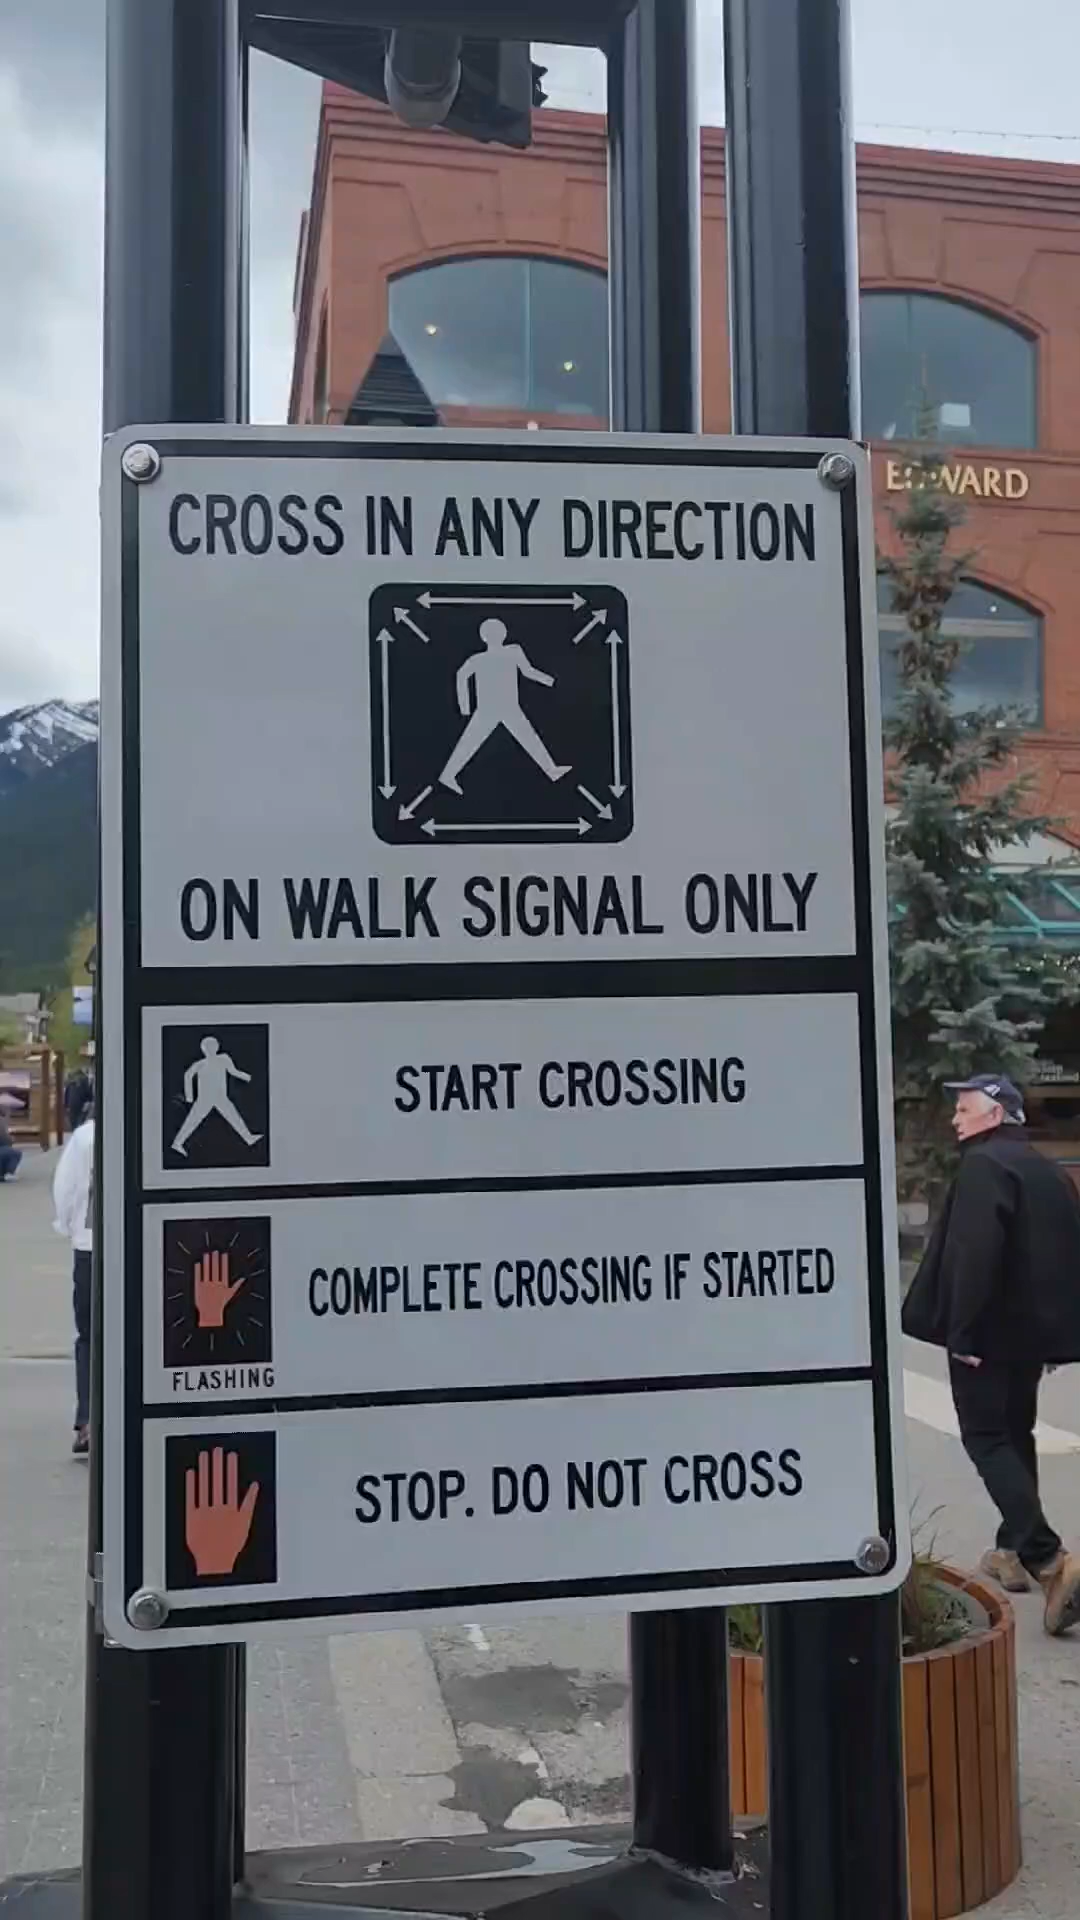 CROSS IN ANY DIRECTION
ON WALK SIGNAL ONLY
START CROSSING
COMPLETE CROSSING IF STARTED
FLASHING
STOP. DO NOT CROSS